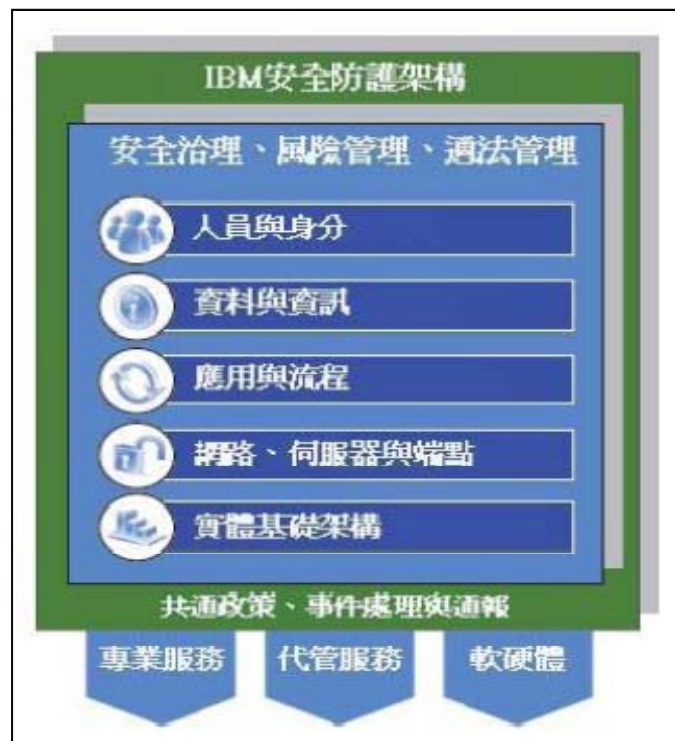 IBM安全防護架構
安全治理、風險管理、適法管理
人員與身分
資料與資訊
應用與流程
網路、伺服器與端點
實體基礎架構
共通政策、事件處理與通報
專業服務
代管服務
軟硬體